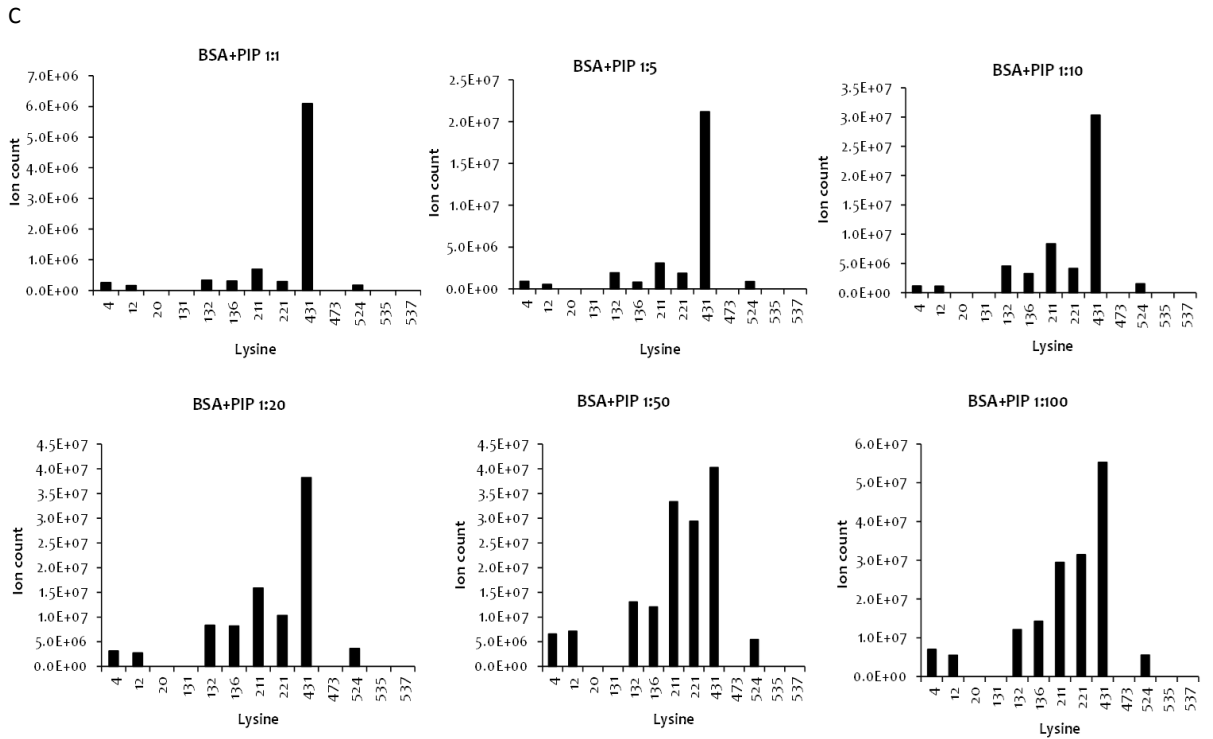 C
BSA+PIP 1:1
7.0E+06
6.0E+06
5.0E+06
4.0E+06
3.0E+06
2.0E+06
1.0E+06
0.0E+00
Ion count
4 12 20 131 132 136 211 221 431 473 524 535 537
Lysine
BSA+PIP 1:5
2.5E+07
2.0E+07
1.5E+07
1.0E+07
5.0E+06
0.0E+00
Ion count
4 12 20 131 132 136 211 221 431 473 524 535 537
Lysine
BSA+PIP 1:10
3.5E+07
3.0E+07
2.5E+07
2.0E+07
1.5E+07
1.0E+07
5.0E+06
0.0E+00
Ion count
4 12 20 131 132 136 211 221 431 473 524 535 537
Lysine
BSA+PIP 1:20
4.5E+07
4.0E+07
3.5E+07
3.0E+07
2.5E+07
2.0E+07
1.5E+07
1.0E+07
5.0E+06
0.0E+00
Ion count
4 12 20 131 132 136 211 221 431 473 524 535 537
Lysine
BSA+PIP 1:50
4.5E+07
4.0E+07
3.5E+07
3.0E+07
2.5E+07
2.0E+07
1.5E+07
1.0E+07
5.0E+06
0.0E+00
Ion count
4 12 20 131 132 136 211 221 431 473 524 535 537
Lysine
BSA+PIP 1:100
6.0E+07
5.0E+07
4.0E+07
3.0E+07
2.0E+07
1.0E+07
0.0E+00
Ion count
4 12 20 131 132 136 211 221 431 473 524 535 537
Lysine